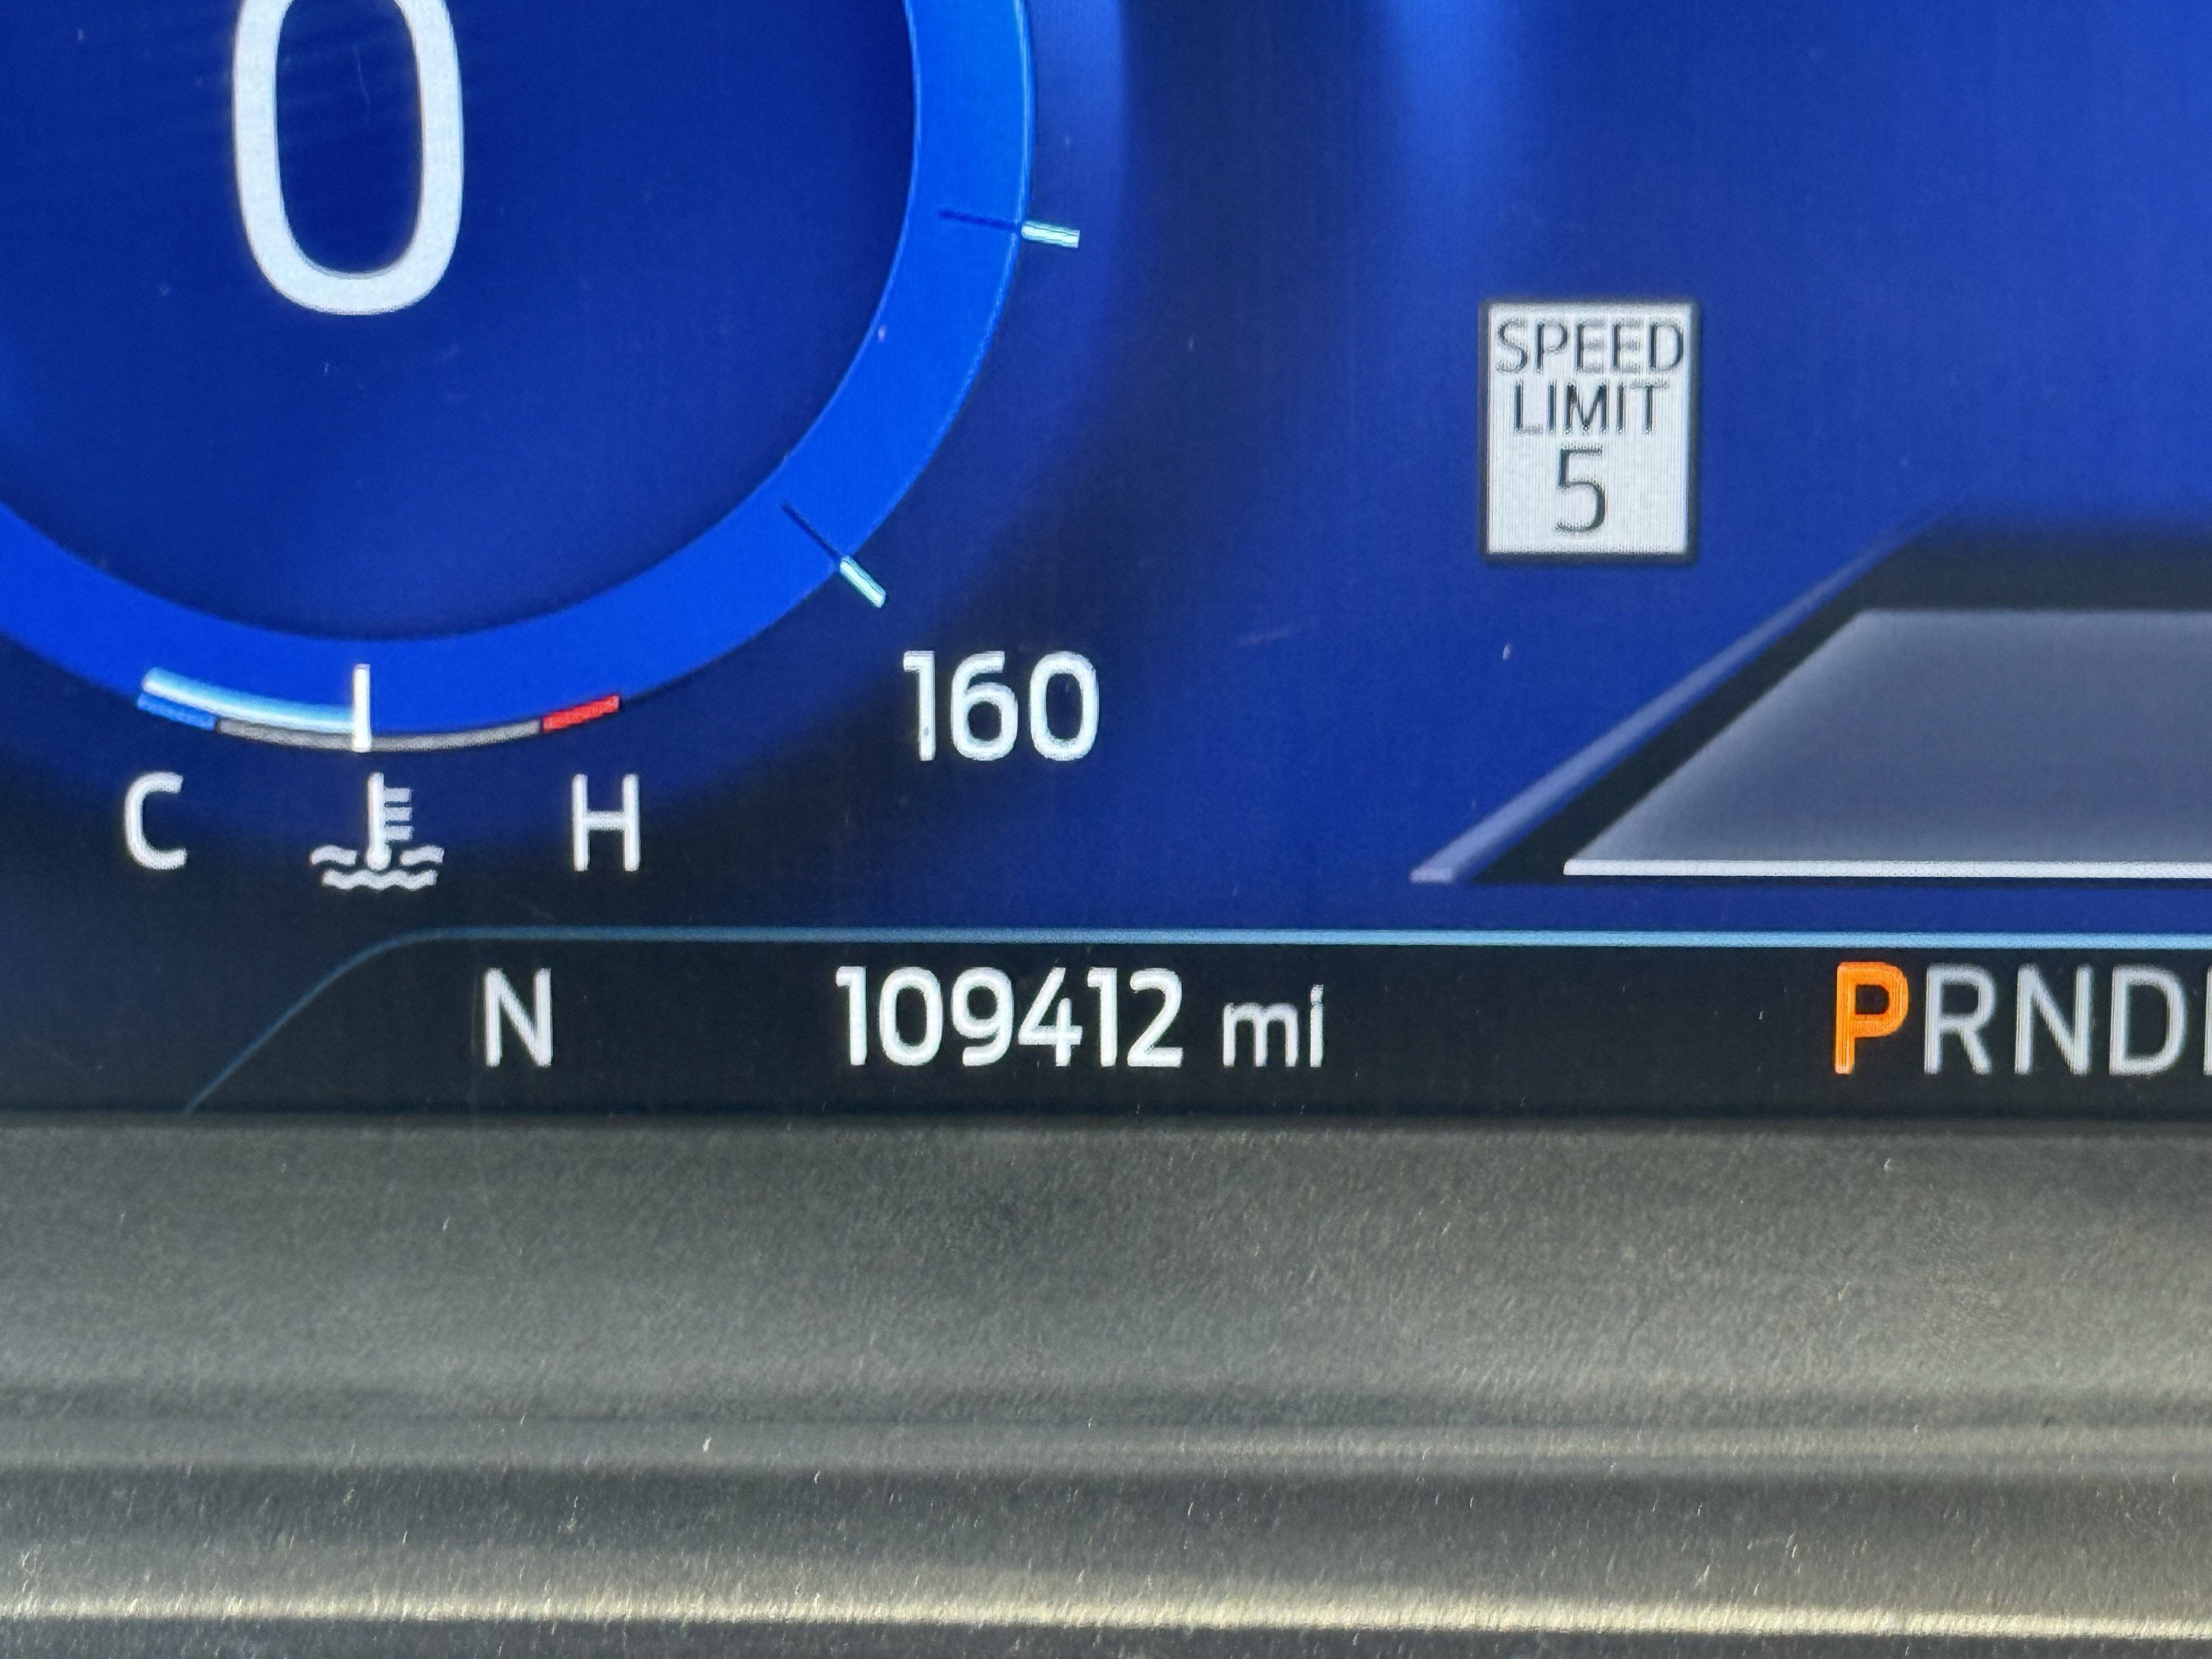 0
SPEED
LIMIT
5
160
C H
N 109412 mi PRND